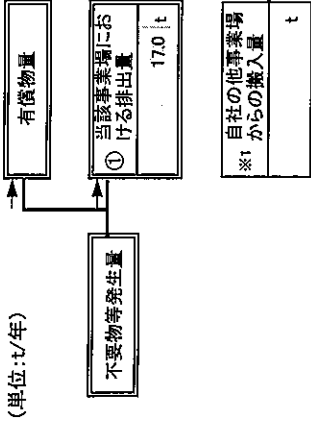 (単位:t/年)
不要物等発生量
有償物量
① 当該事業場にお
ける排出量
17.0 t
※1 自社の他事業場
からの搬入量
t